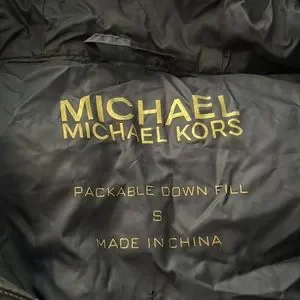 MICHAEL
MICHAEL KORS
PACKABLE DOWN FILL
S
MADE IN CHINA